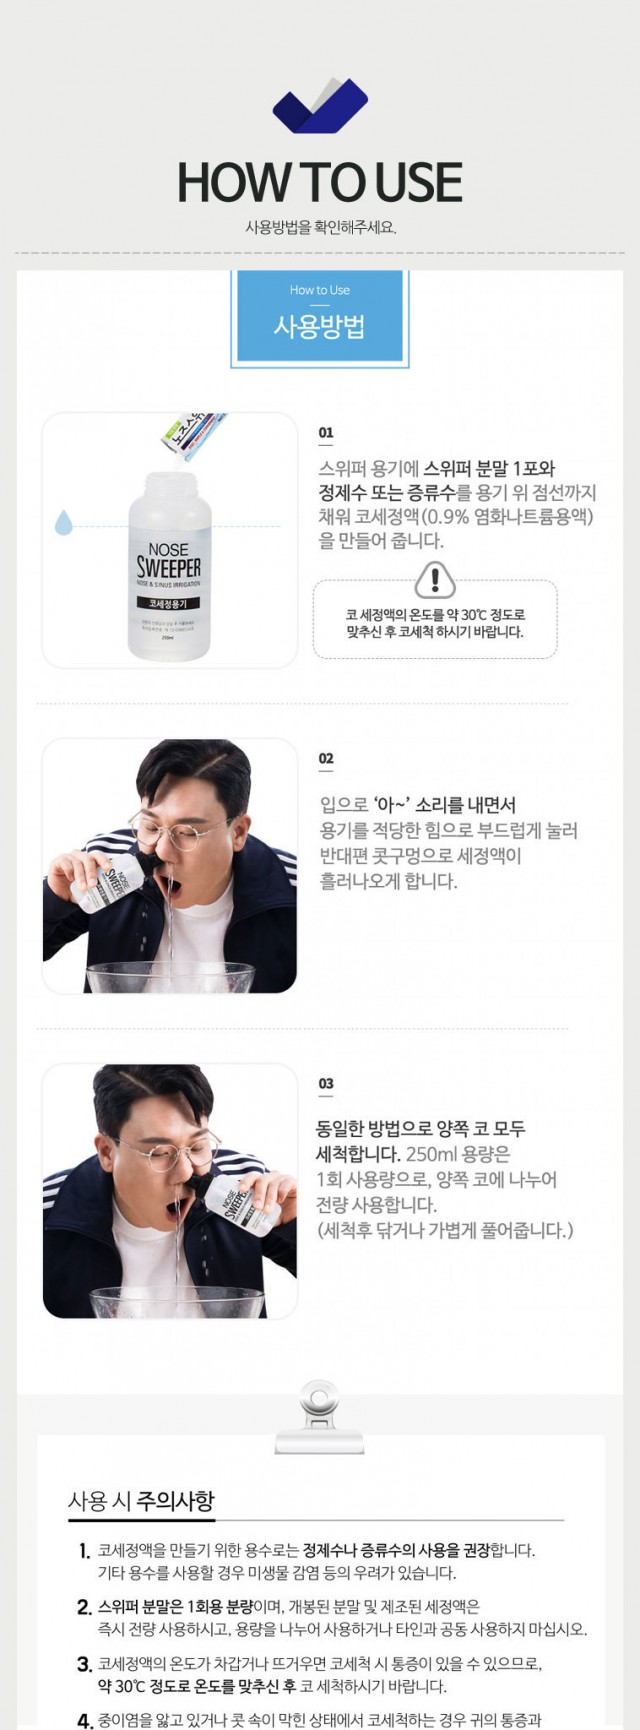 HOW TO USE
사용방법을 확인해주세요.
How to Use
사용방법
노즈스위
NOSE
SWEEPER
NOSE & SINUS IRRIGATION
코세정용기
250ml
01
스위퍼 용기에 스위퍼 분말 1포와
정제수 또는 증류수를 용기 위 점선까지
채워 코세정액(0.9% 염화나트륨용액)
을 만들어 줍니다.
코 세정액의 온도를 약 30℃ 정도로
맞추신 후 코세척 하시기 바랍니다.
02
입으로 ‘아~’ 소리를 내면서
용기를 적당한 힘으로 부드럽게 눌러
반대편 콧구멍으로 세정액이
흘러나오게 합니다.
NOSE
SWEEPER
03
동일한 방법으로 양쪽 코 모두
세척합니다. 250ml 용량은
1회 사용량으로, 양쪽 코에 나누어
전량 사용합니다.
(세척후 닦거나 가볍게 풀어줍니다.)
NOSE
SWEEPE
사용 시 주의사항
1. 코세정액을 만들기 위한 용수로는 정제수나 증류수의 사용을 권장합니다.
기타 용수를 사용할 경우 미생물 감염 등의 우려가 있습니다.
2. 스위퍼 분말은 1회용 분량이며, 개봉된 분말 및 제조된 세정액은
즉시 전량 사용하시고, 용량을 나누어 사용하거나 타인과 공동 사용하지 마십시오.
3. 코세정액의 온도가 차갑거나 뜨거우면 코세척 시 통증이 있을 수 있으므로,
약 30℃ 정도로 온도를 맞추신 후 코 세척하시기 바랍니다.
4. 중이염을 앓고 있거나 콧 속이 막힌 상태에서 코세척하는 경우 귀의 통증과